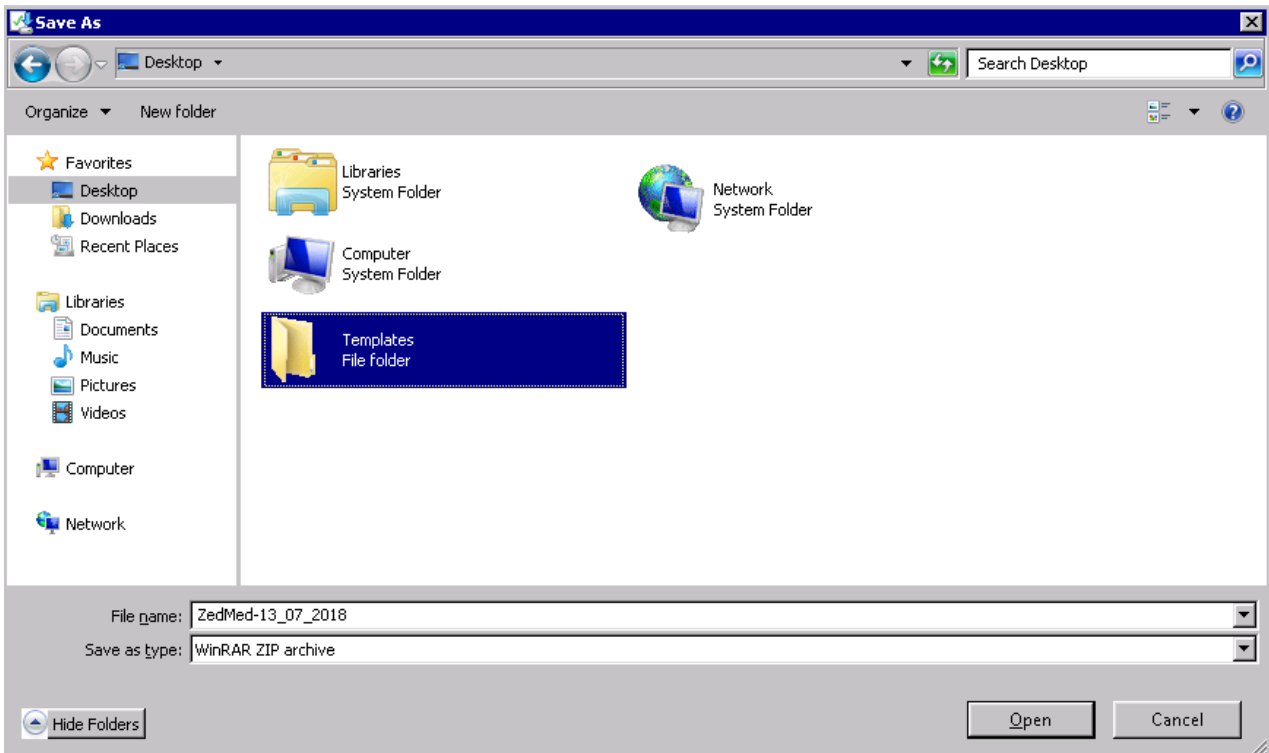 Save As
Desktop
Search Desktop
Organize
New folder
Favorites
Desktop
Downloads
Recent Places
Libraries
Documents
Music
Pictures
Videos
Computer
Network
Libraries
System Folder
Network
System Folder
Computer
System Folder
Templates
File folder
File name: ZedMed-13_07_2018
Save as type: WinRAR ZIP archive
Hide Folders
Open
Cancel